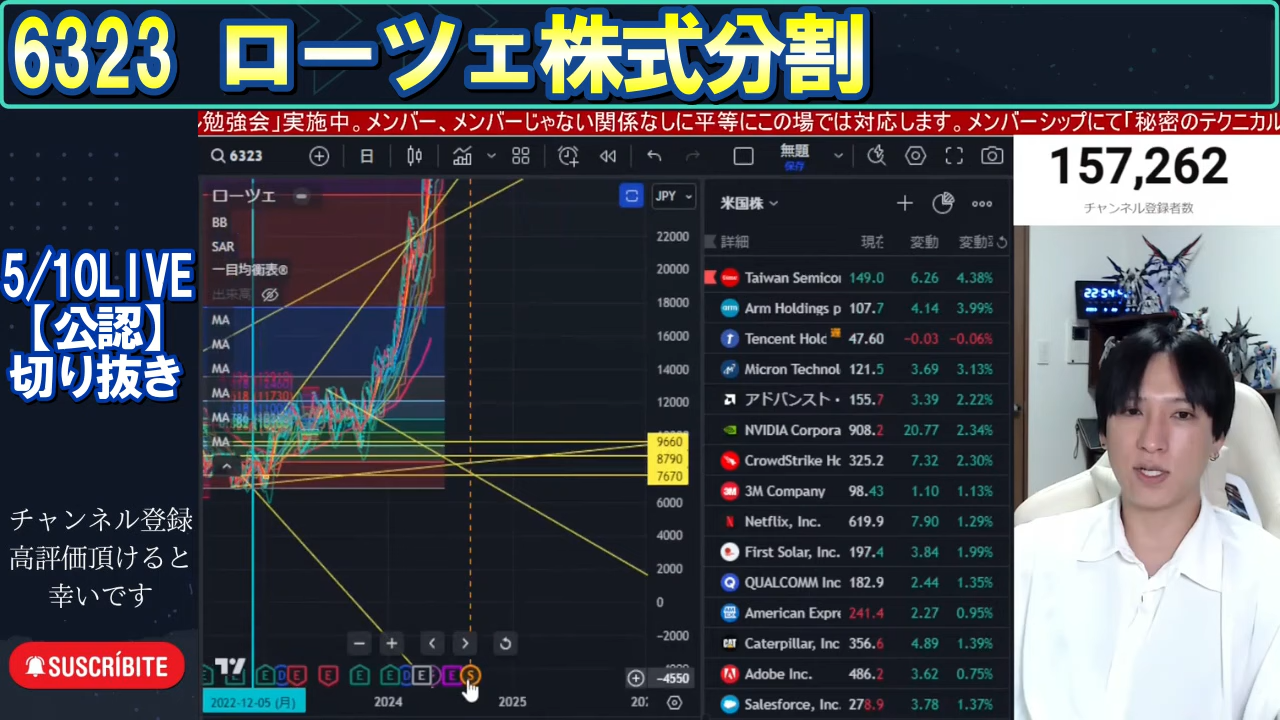 6323 ローツェ株式分割
勉強会」実施中。メンバー、メンバーじゃない関係なしに平等にこの場では対応します。メンバーシップにて「秘密のテクニカル
5/10LIVE
【公認】
切り抜き
チャンネル登録
高評価頂けると
幸いです
SUSCRÍBITE
6323
日
無題
保存
157,262
チャンネル登録者数
22:54
ローツェ
BB
SAR
一目均衡表®
出来高
MA
MA
MA
MA
MA
MA
JPY
22000
20000
18000
16000
14000
12000
9660
8790
7670
6000
4000
2000
0
−2000
−4550
2022-12-05 (月)
2024
2025
米国株
詳細 現在 変動 変動
Taiwan Semicon 149.0 6.26 4.38%
Arm Holdings p 107.7 4.14 3.99%
Tencent Holc 47.60 −0.03 −0.06%
Micron Technol 121.5 3.69 3.13%
アドバンスト・ 155.7 3.39 2.22%
NVIDIA Corpora 908.2 20.77 2.34%
CrowdStrike Hc 325.2 7.32 2.30%
3M Company 98.43 1.10 1.13%
Netflix, Inc. 619.9 7.90 1.29%
First Solar, Inc. 197.4 3.84 1.99%
QUALCOMM Inc 182.9 2.44 1.35%
American Expre 241.4 2.27 0.95%
Caterpillar, Inc 356.6 4.89 1.39%
Adobe Inc. 486.2 3.62 0.75%
Salesforce, Inc. 278.9 3.78 1.37%